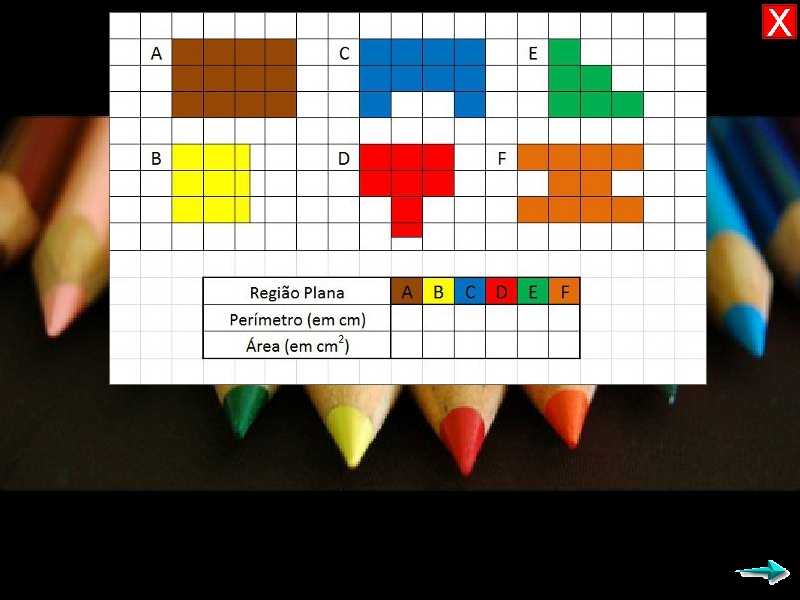 X
A C E
B D F
Região Plana A B C D E F
Perímetro (em cm)
Área (em cm²)